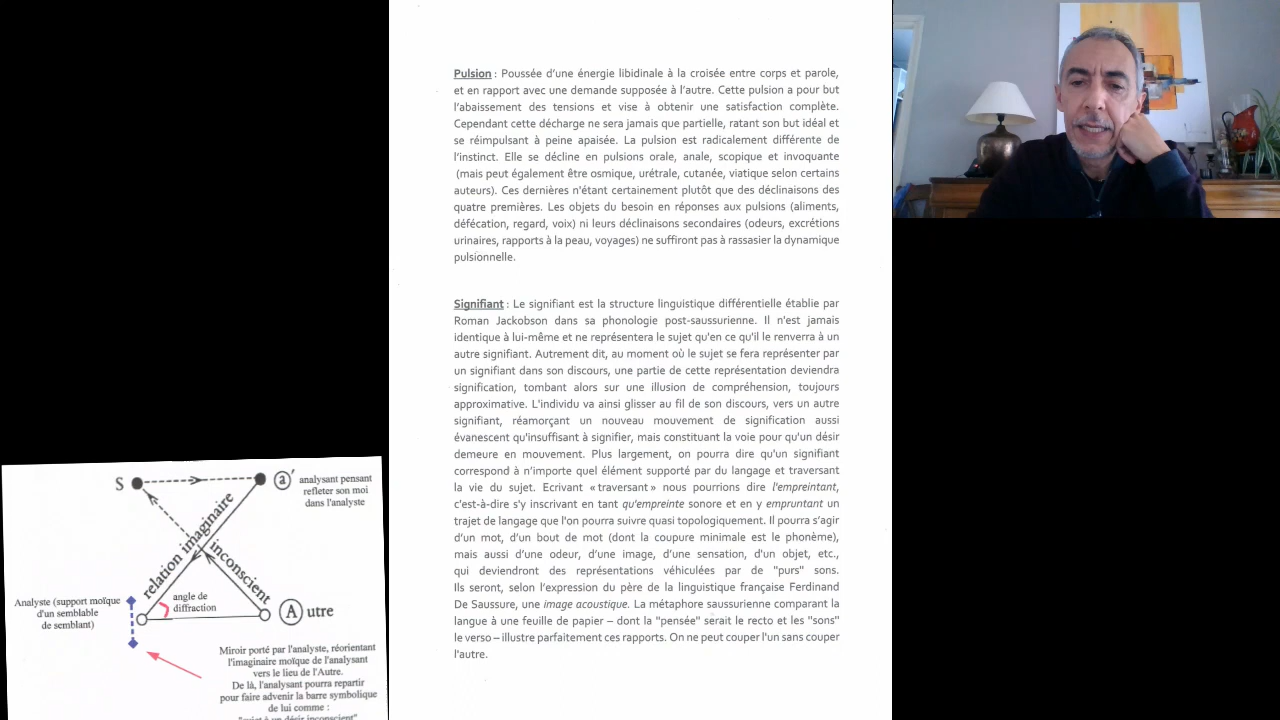 Pulsion : Poussée d'une énergie libidinale à la croisée entre corps et parole,
et en rapport avec une demande supposée à l'autre. Cette pulsion a pour but
l'abaissement des tensions et vise à obtenir une satisfaction complète.
Cependant cette décharge ne sera jamais que partielle, ratant son but idéal et
se réimpulsant à peine apaisée. La pulsion est radicalement différente de
l'instinct. Elle se décline en pulsions orale, anale, scopique et invoquante
(mais peut également être osmique, urétrale, cutanée, viatique selon certains
auteurs). Ces dernières n'étant certainement plutôt que des déclinaisons des
quatre premières. Les objets du besoin en réponses aux pulsions (aliments,
défécation, regard, voix) ni leurs déclinaisons secondaires (odeurs, excrétions
urinaires, rapports à la peau, voyages) ne suffiront pas à rassasier la dynamique
pulsionnelle.
Signifiant : Le signifiant est la structure linguistique différentielle établie par
Roman Jackobson dans sa phonologie post-saussurienne. Il n'est jamais
identique à lui-même et ne représentera le sujet qu'en ce qu'il le renverra à un
autre signifiant. Autrement dit, au moment où le sujet se fera représenter par
un signifiant dans son discours, une partie de cette représentation deviendra
signification, tombant alors sur une illusion de compréhension, toujours
approximative. L'individu va ainsi glisser au fil de son discours, vers un autre
signifiant, réamorçant un nouveau mouvement de signification aussi
évanescent qu'insuffisant à signifier, mais constituant la voie pour qu'un désir
demeure en mouvement. Plus largement, on pourra dire qu'un signifiant
correspond à n'importe quel élément supporté par du langage et traversant
la vie du sujet. Ecrivant « traversant » nous pourrions dire l'empreintant,
c'est-à-dire s'y inscrivant en tant qu'empreinte sonore et en y empruntant un
trajet de langage que l'on pourra suivre quasi topologiquement. Il pourra s'agir
d'un mot, d'un bout de mot (dont la coupure minimale est le phonème),
mais aussi d'une odeur, d'une image, d'une sensation, d'un objet, etc.,
qui deviendront des représentations véhiculées par de "purs" sons.
Ils seront, selon l'expression du père de la linguistique française Ferdinand
De Saussure, une image acoustique. La métaphore saussurienne comparant la
langue à une feuille de papier – dont la "pensée" serait le recto et les "sons"
le verso – illustre parfaitement ces rapports. On ne peut couper l'un sans couper
l'autre.
S
a'
analysant pensant
refleter son moi
dans l'analyste
relation imaginaire
inconscient
Analyste (support moïque
d'un semblable
de semblant)
angle de
diffraction
A utre
Miroir porté par l'analyste, réorientant
l'imaginaire moïque de l'analysant
vers le lieu de l'Autre.
De là, l'analysant pourra repartir
pour faire advenir la barre symbolique
de lui comme :
"sujet à un désir inconscient"